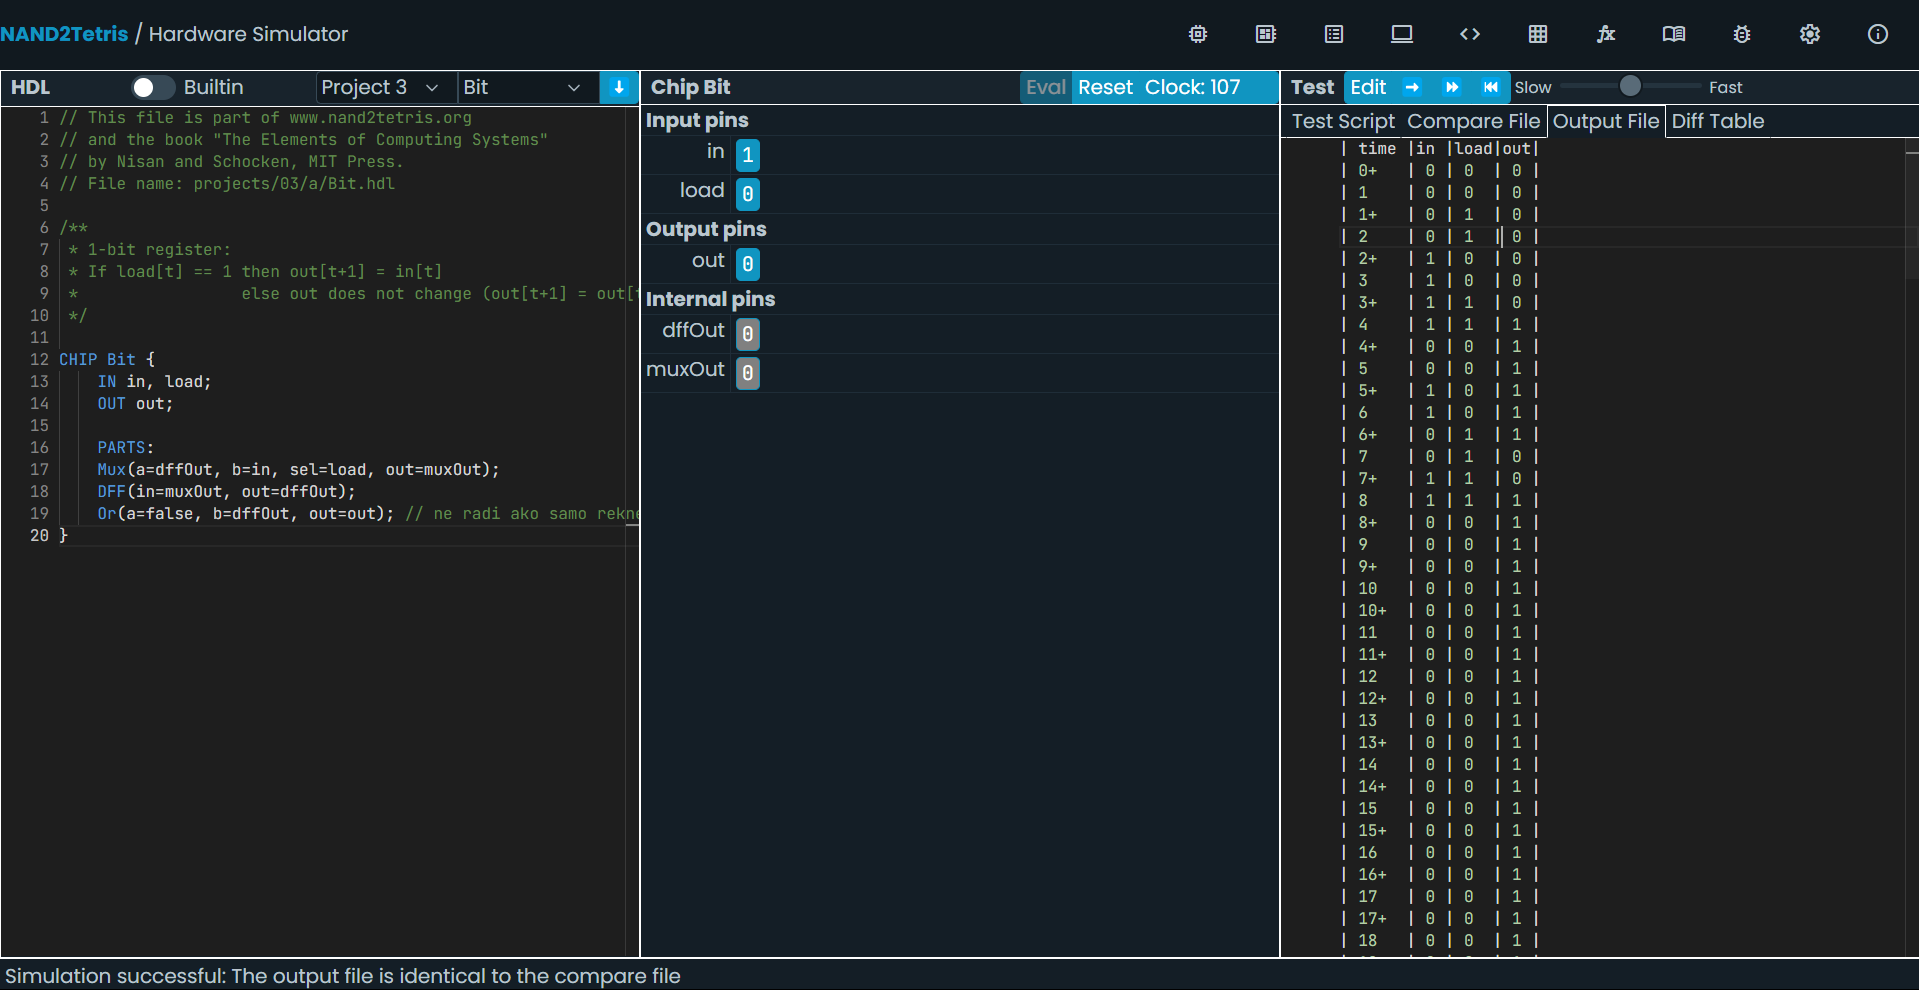 NAND2Tetris / Hardware Simulator
HDL Builtin Project 3 Bit
1 // This file is part of www.nand2tetris.org
2 // and the book "The Elements of Computing Systems"
3 // by Nisan and Schocken, MIT Press.
4 // File name: projects/03/a/Bit.hdl
5
6 /**
7 * 1-bit register:
8 * If load[t] == 1 then out[t+1] = in[t]
9 * else out does not change (out[t+1] = out[
10 */
11
12 CHIP Bit {
13 IN in, load;
14 OUT out;
15
16 PARTS:
17 Mux(a=dffOut, b=in, sel=load, out=muxOut);
18 DFF(in=muxOut, out=dffOut);
19 Or(a=false, b=dffOut, out=out); // ne radi ako samo rekne
20 }
Chip Bit Eval Reset Clock: 107
Input pins
in 1
load 0
Output pins
out 0
Internal pins
dffOut 0
muxOut 0
Test Edit Slow Fast
Test Script Compare File Output File Diff Table
| time |in |load|out|
| 0+ | 0 | 0 | 0 |
| 1 | 0 | 0 | 0 |
| 1+ | 0 | 1 | 0 |
| 2 | 0 | 1 | 0 |
| 2+ | 1 | 0 | 0 |
| 3 | 1 | 0 | 0 |
| 3+ | 1 | 1 | 0 |
| 4 | 1 | 1 | 1 |
| 4+ | 0 | 0 | 1 |
| 5 | 0 | 0 | 1 |
| 5+ | 1 | 0 | 1 |
| 6 | 1 | 0 | 1 |
| 6+ | 0 | 1 | 1 |
| 7 | 0 | 1 | 0 |
| 7+ | 1 | 1 | 0 |
| 8 | 1 | 1 | 1 |
| 8+ | 0 | 0 | 1 |
| 9 | 0 | 0 | 1 |
| 9+ | 0 | 0 | 1 |
| 10 | 0 | 0 | 1 |
| 10+ | 0 | 0 | 1 |
| 11 | 0 | 0 | 1 |
| 11+ | 0 | 0 | 1 |
| 12 | 0 | 0 | 1 |
| 12+ | 0 | 0 | 1 |
| 13 | 0 | 0 | 1 |
| 13+ | 0 | 0 | 1 |
| 14 | 0 | 0 | 1 |
| 14+ | 0 | 0 | 1 |
| 15 | 0 | 0 | 1 |
| 15+ | 0 | 0 | 1 |
| 16 | 0 | 0 | 1 |
| 16+ | 0 | 0 | 1 |
| 17 | 0 | 0 | 1 |
| 17+ | 0 | 0 | 1 |
| 18 | 0 | 0 | 1 |
Simulation successful: The output file is identical to the compare file